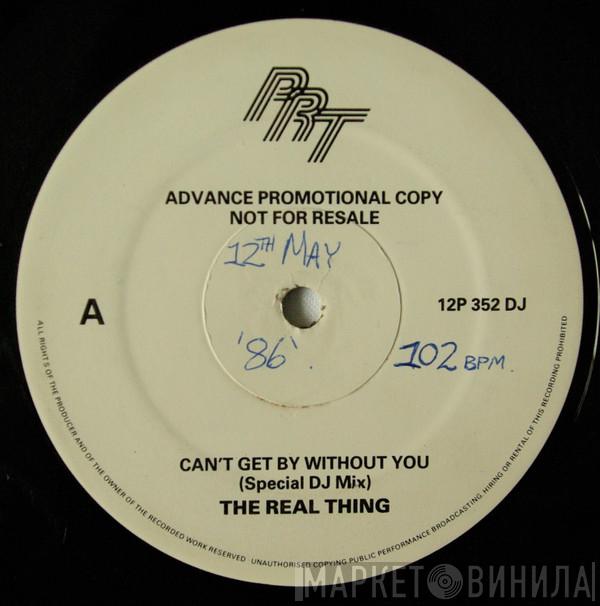 PRT
ADVANCE PROMOTIONAL COPY
NOT FOR RESALE
12TH MAY
A
12P 352 DJ
'86'.
102 BPM.
CAN'T GET BY WITHOUT YOU
(Special DJ Mix)
THE REAL THING
ALL RIGHTS OF THE PRODUCER AND OF THE OWNER OF THE RECORDED WORK RESERVED · UNAUTHORISED COPYING PUBLIC PERFORMANCE BROADCASTING, HIRING OR RENTAL OF THIS RECORDING PROHIBITED
МАРКЕТ ВИНИЛА